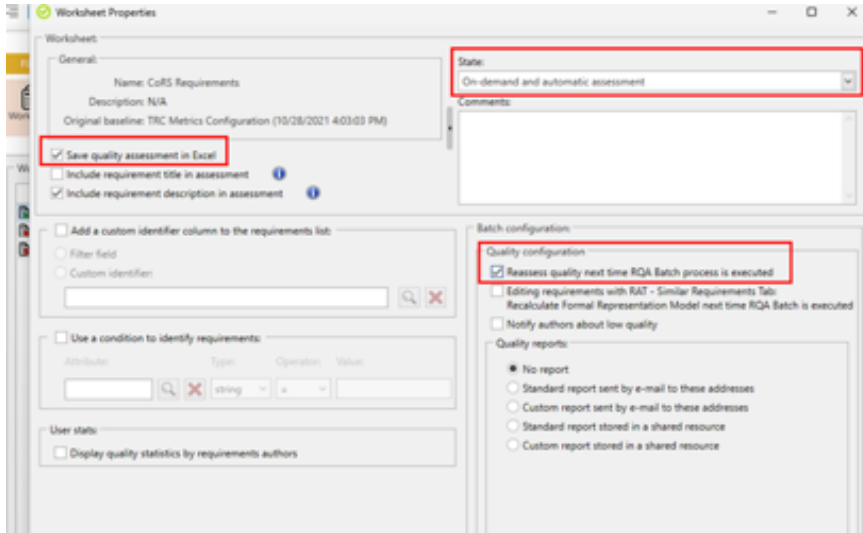 Worksheet Properties
Worksheet:
General:
Name: CoRS Requirements
Description: N/A
Original baseline: TRC Metrics Configuration (10/28/2021 4:03:03 PM)
Save quality assessment in Excel
Include requirement title in assessment
Include requirement description in assessment
State:
On-demand and automatic assessment
Comments:
Add a custom identifier column to the requirements list:
Filter field
Custom identifier:
Use a condition to identify requirements:
Attribute: Type: Operator: Value:
string =
User stats:
Display quality statistics by requirements authors
Batch configuration:
Quality configuration
Reassess quality next time RQA Batch process is executed
Editing requirements with RAT - Similar Requirements Tab:
Recalculate Formal Representation Model next time RQA Batch is executed
Notify authors about low quality
Quality reports:
No report
Standard report sent by e-mail to these addresses
Custom report sent by e-mail to these addresses
Standard report stored in a shared resource
Custom report stored in a shared resource